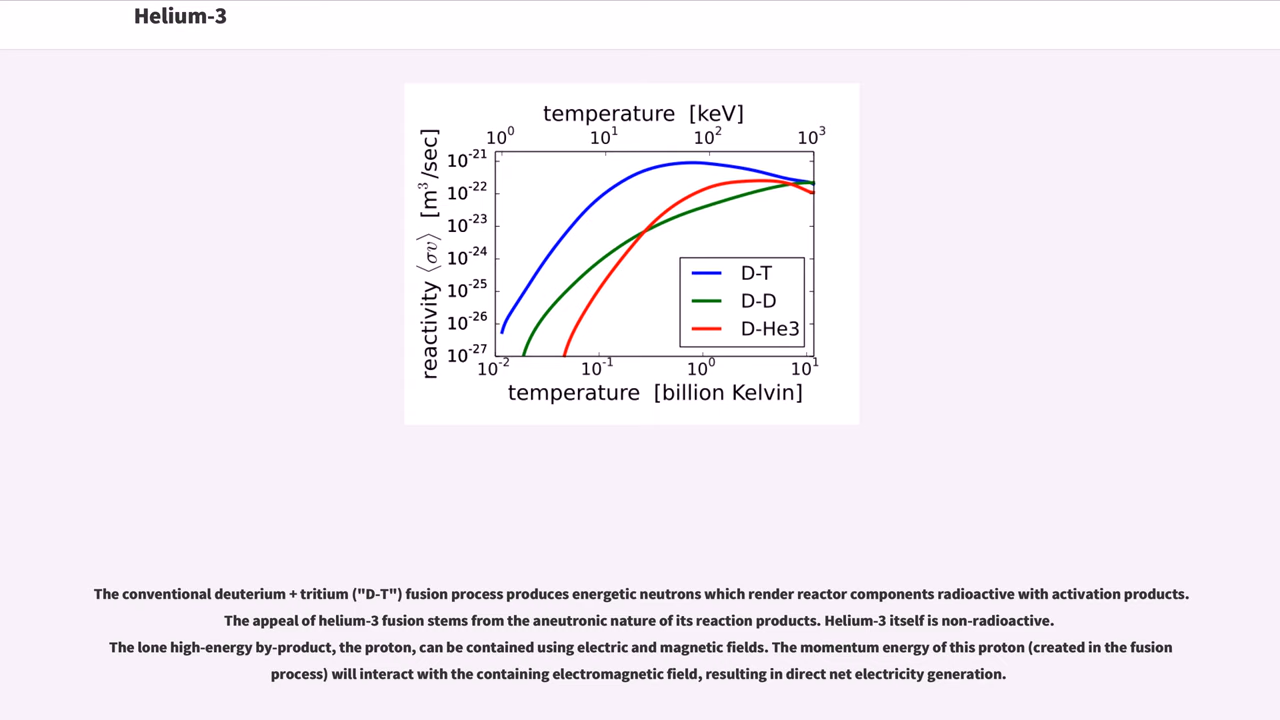 Helium-3
temperature [keV]
10^0 10^1 10^2 10^3
reactivity ⟨σv⟩ [m^3/sec]
10^-21
10^-22
10^-23
10^-24
10^-25
10^-26
10^-27
D-T
D-D
D-He3
10^-2 10^-1 10^0 10^1
temperature [billion Kelvin]
The conventional deuterium + tritium ("D-T") fusion process produces energetic neutrons which render reactor components radioactive with activation products.
The appeal of helium-3 fusion stems from the aneutronic nature of its reaction products. Helium-3 itself is non-radioactive.
The lone high-energy by-product, the proton, can be contained using electric and magnetic fields. The momentum energy of this proton (created in the fusion
process) will interact with the containing electromagnetic field, resulting in direct net electricity generation.